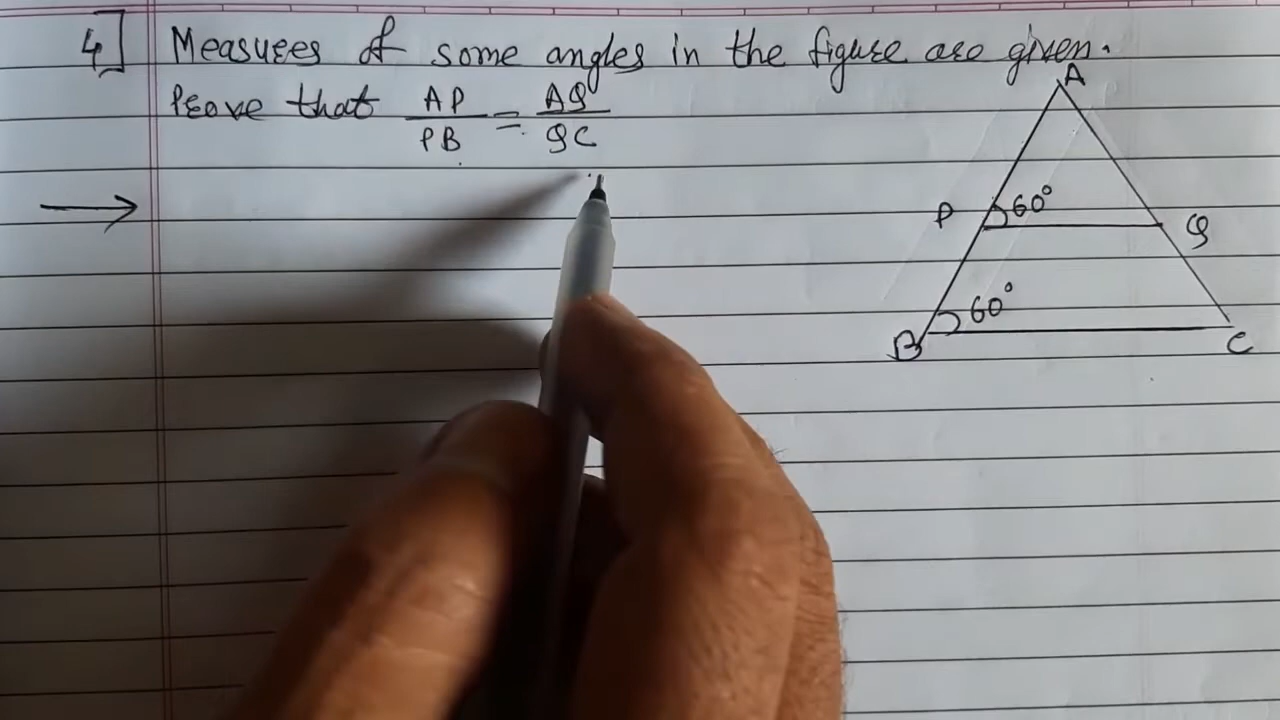 4] Measures of some angles in the figure are given.
Prove that AP/PB = AQ/QC
A
P 60° Q
60°
B C